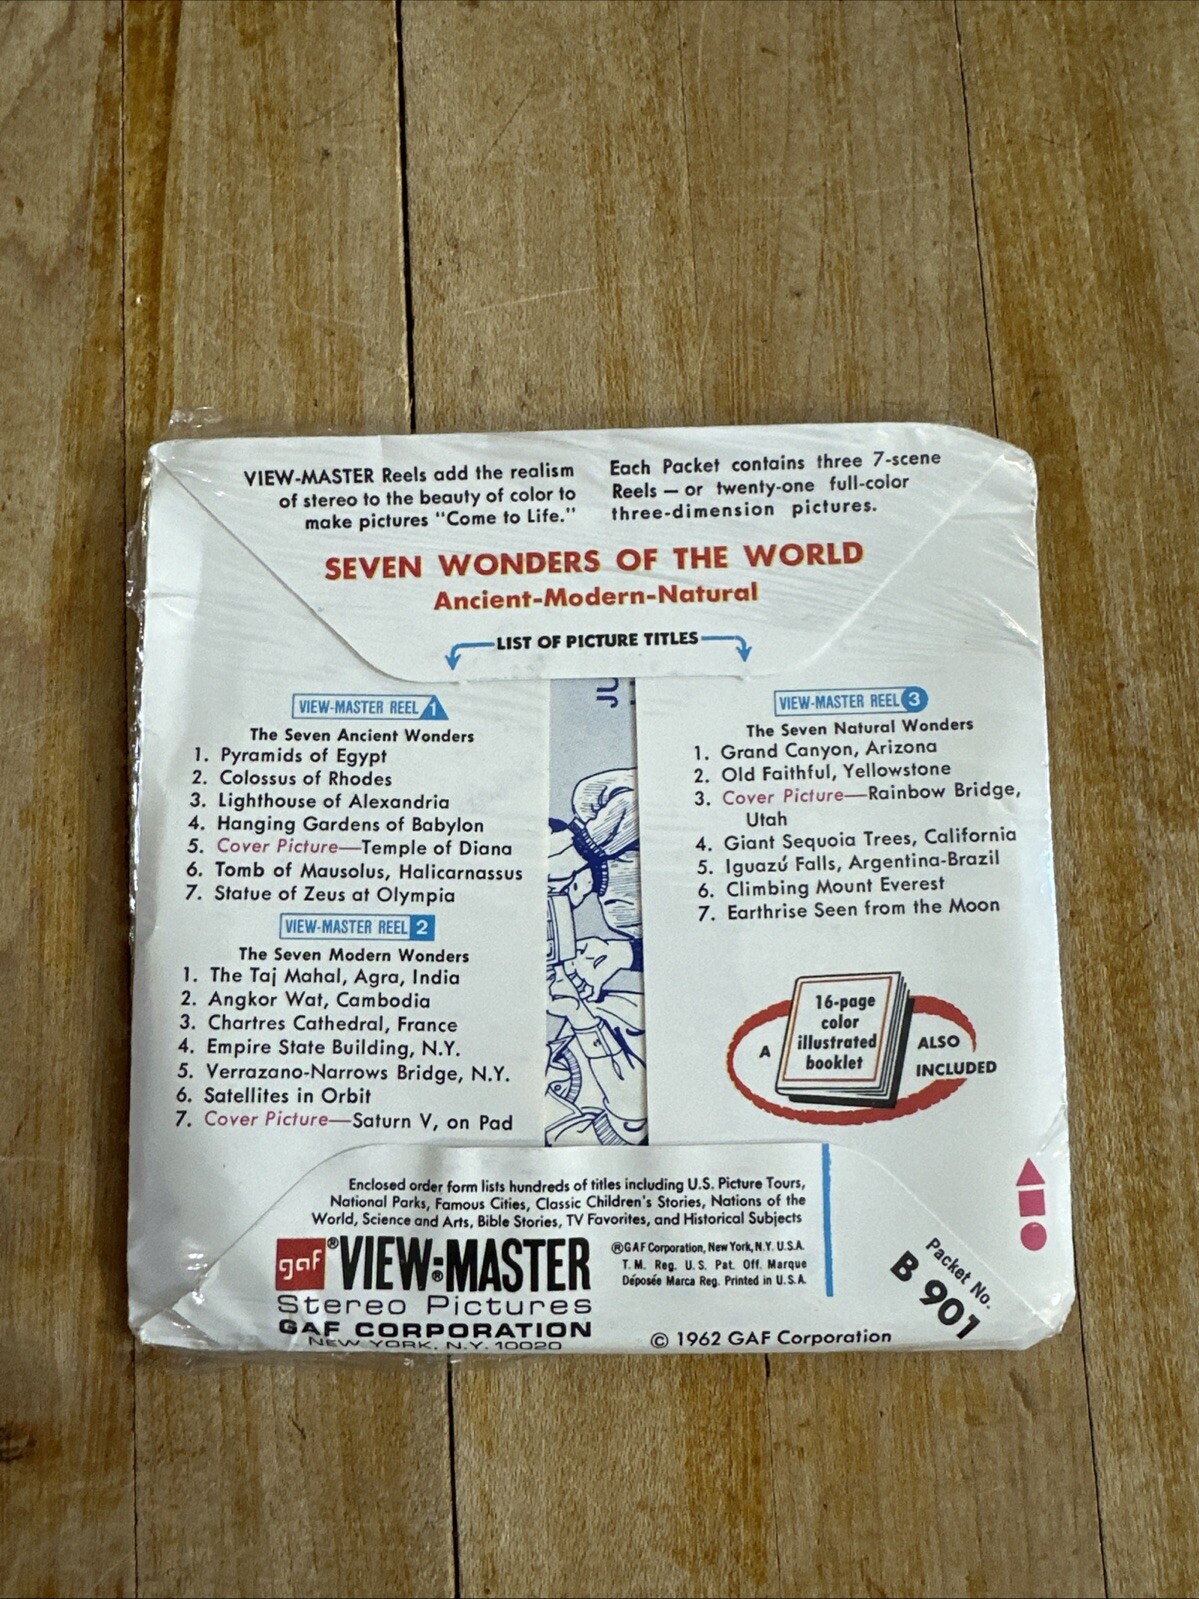 VIEW-MASTER Reels add the realism
of stereo to the beauty of color to
make pictures "Come to Life."
Each Packet contains three 7-scene
Reels — or twenty-one full-color
three-dimension pictures.
SEVEN WONDERS OF THE WORLD
Ancient-Modern-Natural
LIST OF PICTURE TITLES
VIEW-MASTER REEL 1
The Seven Ancient Wonders
1. Pyramids of Egypt
2. Colossus of Rhodes
3. Lighthouse of Alexandria
4. Hanging Gardens of Babylon
5. Cover Picture—Temple of Diana
6. Tomb of Mausolus, Halicarnassus
7. Statue of Zeus at Olympia
VIEW-MASTER REEL 2
The Seven Modern Wonders
1. The Taj Mahal, Agra, India
2. Angkor Wat, Cambodia
3. Chartres Cathedral, France
4. Empire State Building, N.Y.
5. Verrazano-Narrows Bridge, N.Y.
6. Satellites in Orbit
7. Cover Picture—Saturn V, on Pad
JU
VIEW-MASTER REEL 3
The Seven Natural Wonders
1. Grand Canyon, Arizona
2. Old Faithful, Yellowstone
3. Cover Picture—Rainbow Bridge,
Utah
4. Giant Sequoia Trees, California
5. Iguazú Falls, Argentina-Brazil
6. Climbing Mount Everest
7. Earthrise Seen from the Moon
A
16-page
color
illustrated
booklet
ALSO
INCLUDED
Enclosed order form lists hundreds of titles including U.S. Picture Tours,
National Parks, Famous Cities, Classic Children's Stories, Nations of the
World, Science and Arts, Bible Stories, TV Favorites, and Historical Subjects
gaf ® VIEW-MASTER ®
Stereo Pictures
GAF CORPORATION
NEW YORK, N.Y. 10020
®GAF Corporation, New York, N.Y. U.S.A.
T. M. Reg. U. S. Pat. Off. Marque
Déposée Marca Reg. Printed in U.S.A.
© 1962 GAF Corporation
Packet No.
B 901